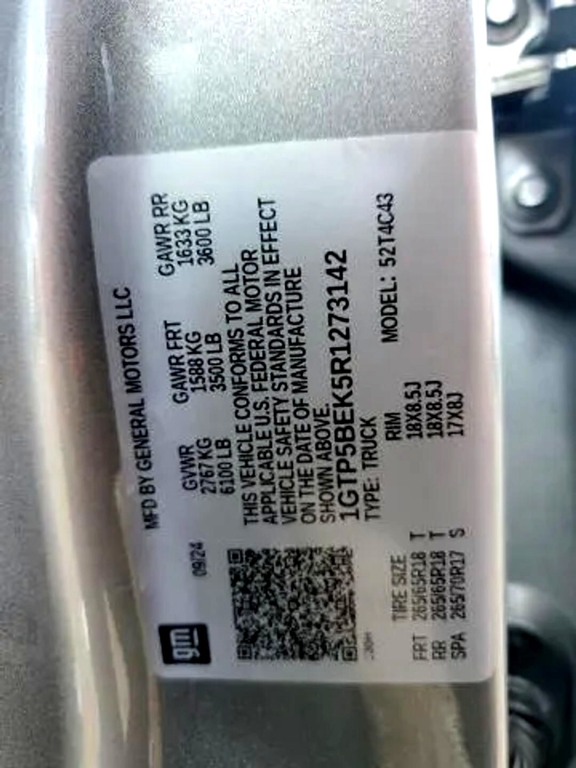 MFD BY GENERAL MOTORS LLC
gm
09/24
GVWR GAWR FRT GAWR RR
2767 KG 1588 KG 1633 KG
6100 LB 3500 LB 3600 LB
THIS VEHICLE CONFORMS TO ALL
APPLICABLE U.S. FEDERAL MOTOR
VEHICLE SAFETY STANDARDS IN EFFECT
ON THE DATE OF MANUFACTURE
SHOWN ABOVE.
1GTP5BEK5R1273142
TYPE: TRUCK MODEL: 52T4C43
TIRE SIZE RIM
FRT 265/65R18 T 18X8.5J
RR 265/65R18 T 18X8.5J
SPA 265/70R17 S 17X8J